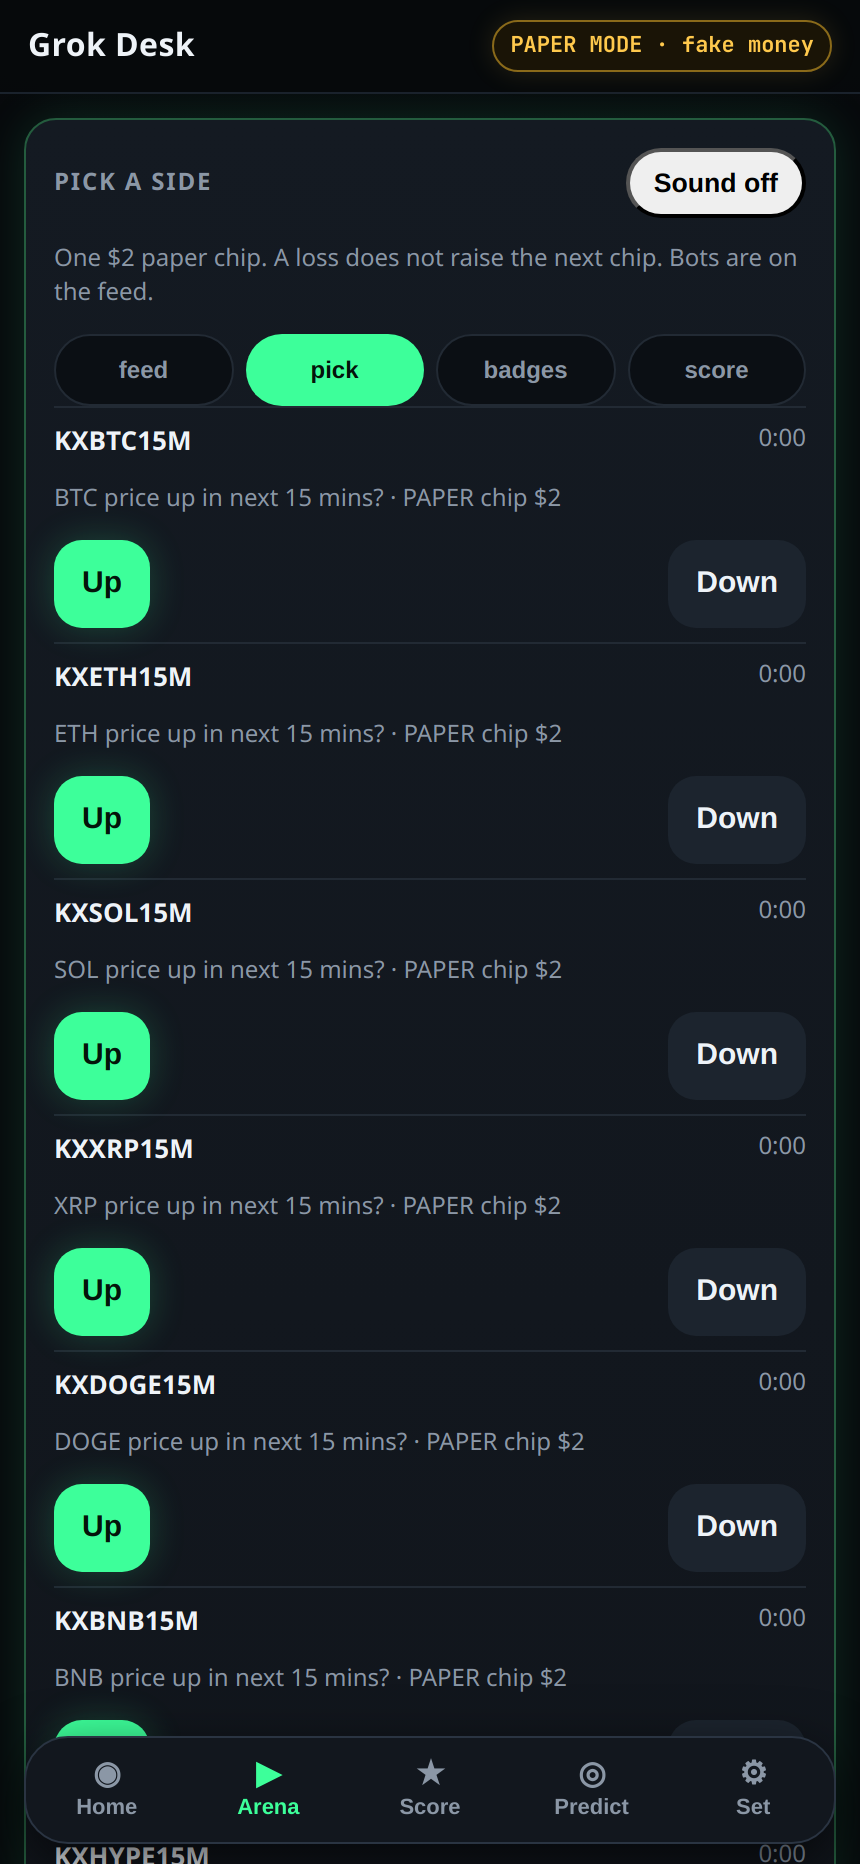 Grok Desk
PAPER MODE · fake money
PICK A SIDE
Sound off
One $2 paper chip. A loss does not raise the next chip. Bots are on
the feed.
feed pick badges score
KXBTC15M 0:00
BTC price up in next 15 mins? · PAPER chip $2
Up Down
KXETH15M 0:00
ETH price up in next 15 mins? · PAPER chip $2
Up Down
KXSOL15M 0:00
SOL price up in next 15 mins? · PAPER chip $2
Up Down
KXXRP15M 0:00
XRP price up in next 15 mins? · PAPER chip $2
Up Down
KXDOGE15M 0:00
DOGE price up in next 15 mins? · PAPER chip $2
Up Down
KXBNB15M 0:00
BNB price up in next 15 mins? · PAPER chip $2
Home Arena Score Predict Set
KXHYPE15M 0:00